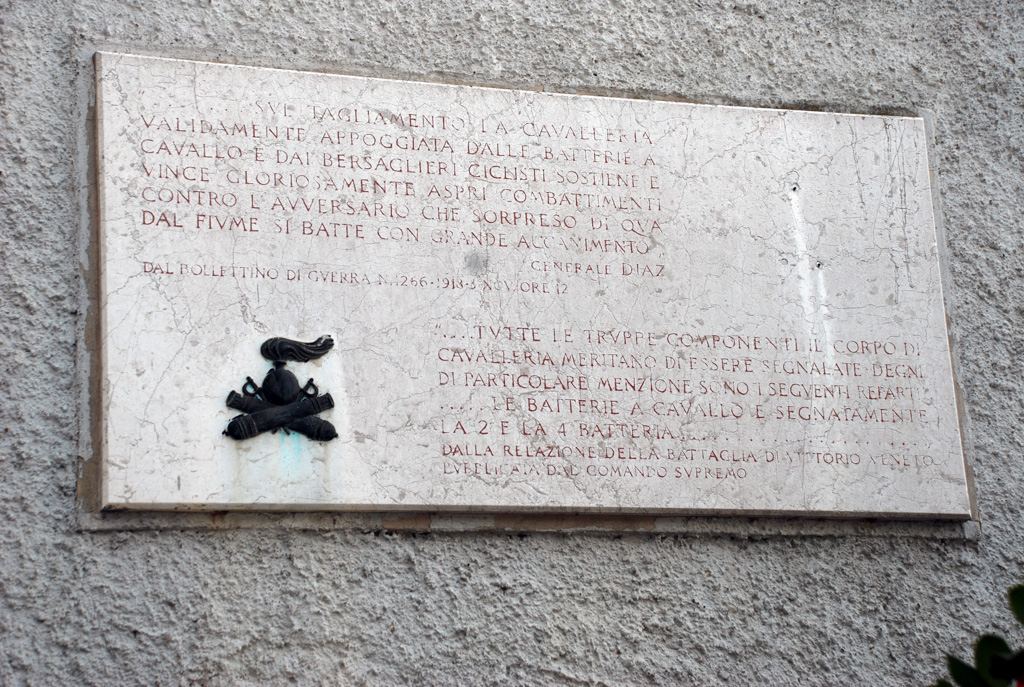 "......... SVL TAGLIAMENTO LA CAVALLERIA
VALIDAMENTE APPOGGIATA DALLE BATTERIE A
CAVALLO E DAI BERSAGLIERI CICLISTI SOSTIENE E
VINCE GLORIOSAMENTE ASPRI COMBATTIMENTI
CONTRO L'AVVERSARIO CHE SORPRESO DI QVA
DAL FIVME SI BATTE CON GRANDE ACCANIMENTO"
GENERALE DIAZ
DAL BOLLETTINO DI GVERRA N. 1266-1918-3 NOV. ORE 12
"....TVTTE LE TRVPPE COMPONENTI IL CORPO DI
CAVALLERIA MERITANO DI ESSERE SEGNALATE: DEGNI
DI PARTICOLARE MENZIONE SONO I SEGVENTI REPARTI
......LE BATTERIE A CAVALLO E SEGNATAMENTE
LA 2 E LA 4 BATTERIA...........................
DALLA RELAZIONE DELLA BATTAGLIA DI VITTORIO VENETO
PVBBLICATA DAL COMANDO SVPREMO